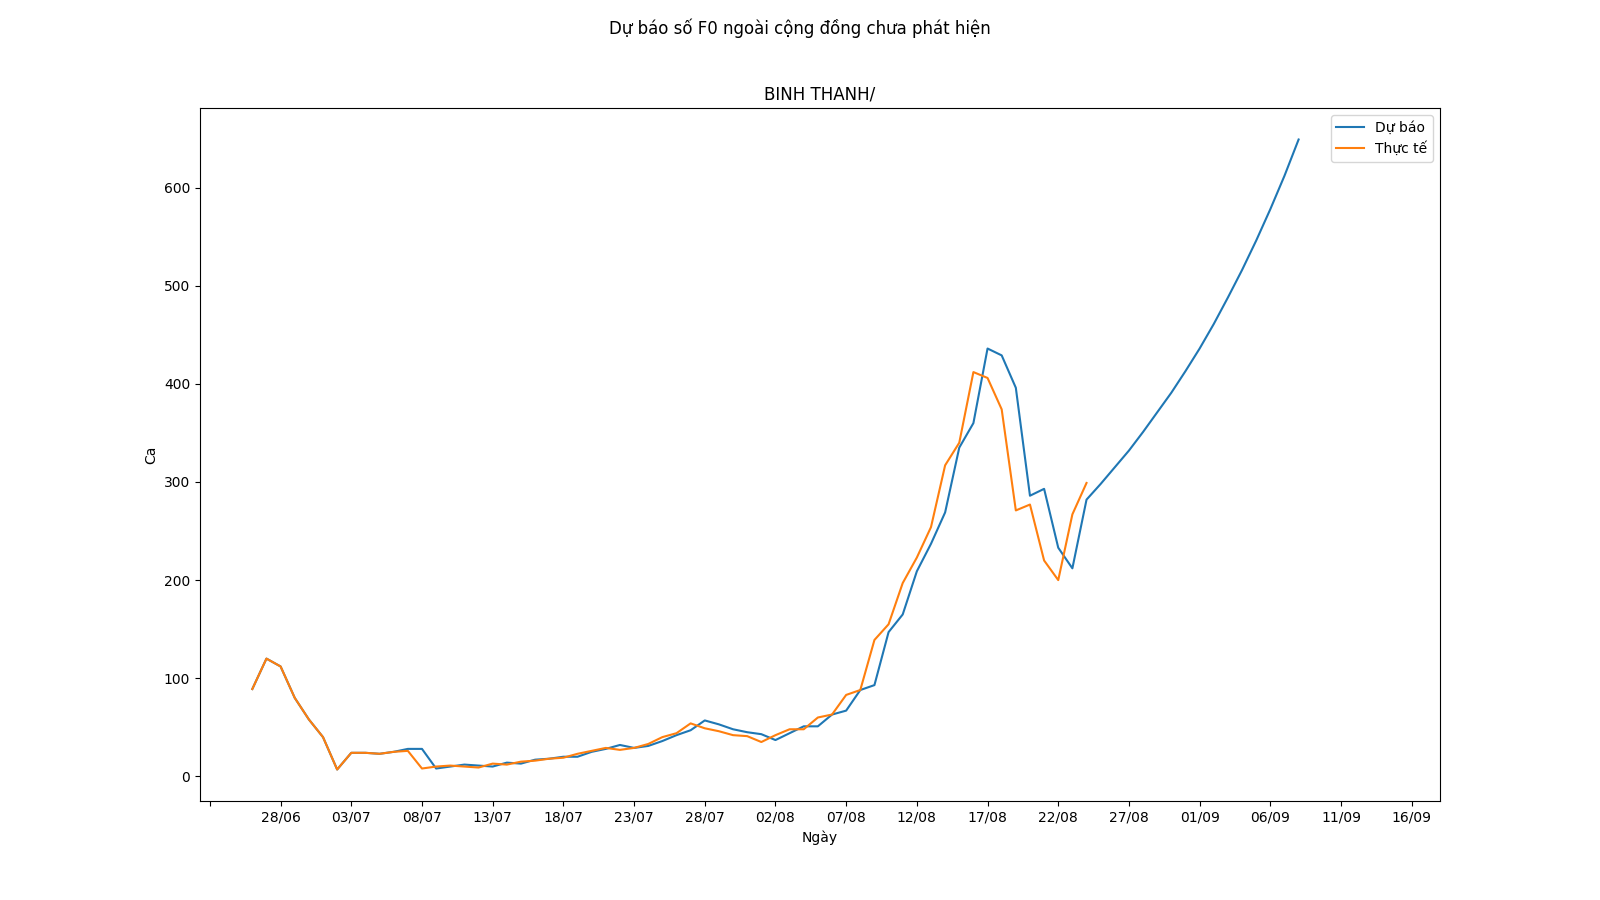 Dự báo số F0 ngoài cộng đồng chưa phát hiện
BINH THANH/
Dự báo
Thực tế
600
500
400
300
200
100
0
Ca
28/06 03/07 08/07 13/07 18/07 23/07 28/07 02/08 07/08 12/08 17/08 22/08 27/08 01/09 06/09 11/09 16/09
Ngày